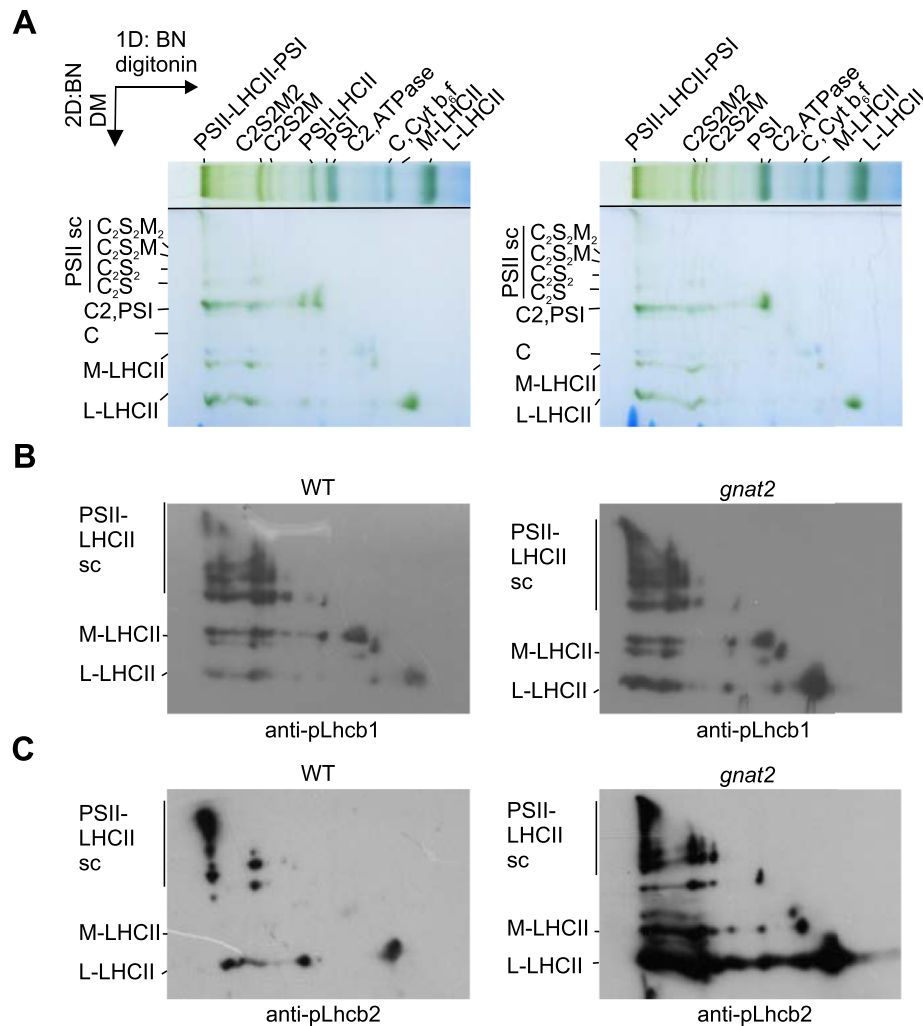 A
1D: BN
digitonin
2D:BN
DM
PSII-LHCII-PSI
C2S2M2
C2S2M
PSI-LHCII
PSI
C2,ATPase
C,Cyt b₆f
M-LHCII
L-LHCII
PSII-LHCII-PSI
C2S2M2
C2S2M
PSI
C2,ATPase
C,Cyt b₆f
M-LHCII
L-LHCII
PSII sc
C₂S₂M₂
C₂S₂M
C₂S₂
C₂S
C2,PSI
C
M-LHCII
L-LHCII
PSII sc
C₂S₂M₂
C₂S₂M
C₂S₂
C₂S
C2,PSI
C
M-LHCII
L-LHCII
B
WT
PSII-
LHCII
sc
M-LHCII
L-LHCII
anti-pLhcb1
gnat2
PSII-
LHCII
sc
M-LHCII
L-LHCII
anti-pLhcb1
C
WT
PSII-
LHCII
sc
M-LHCII
L-LHCII
anti-pLhcb2
gnat2
PSII-
LHCII
sc
M-LHCII
L-LHCII
anti-pLhcb2